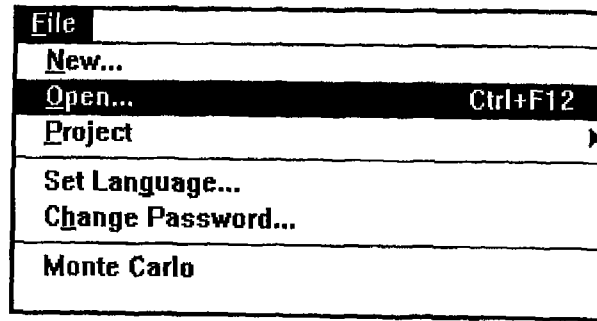 File
New...
Open... Ctrl+F12
Project
Set Language...
Change Password...
Monte Carlo